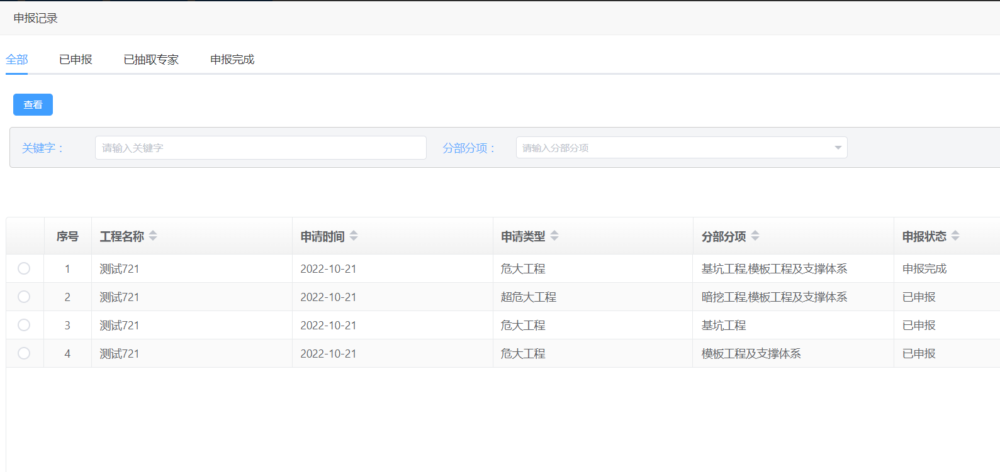 申报记录
全部 已申报 已抽取专家 申报完成
查看
关键字： 请输入关键字 分部分项： 请输入分部分项
序号 工程名称 申请时间 申请类型 分部分项 申报状态
1 测试721 2022-10-21 危大工程 基坑工程,模板工程及支撑体系 申报完成
2 测试721 2022-10-21 超危大工程 暗挖工程,模板工程及支撑体系 已申报
3 测试721 2022-10-21 危大工程 基坑工程 已申报
4 测试721 2022-10-21 危大工程 模板工程及支撑体系 已申报